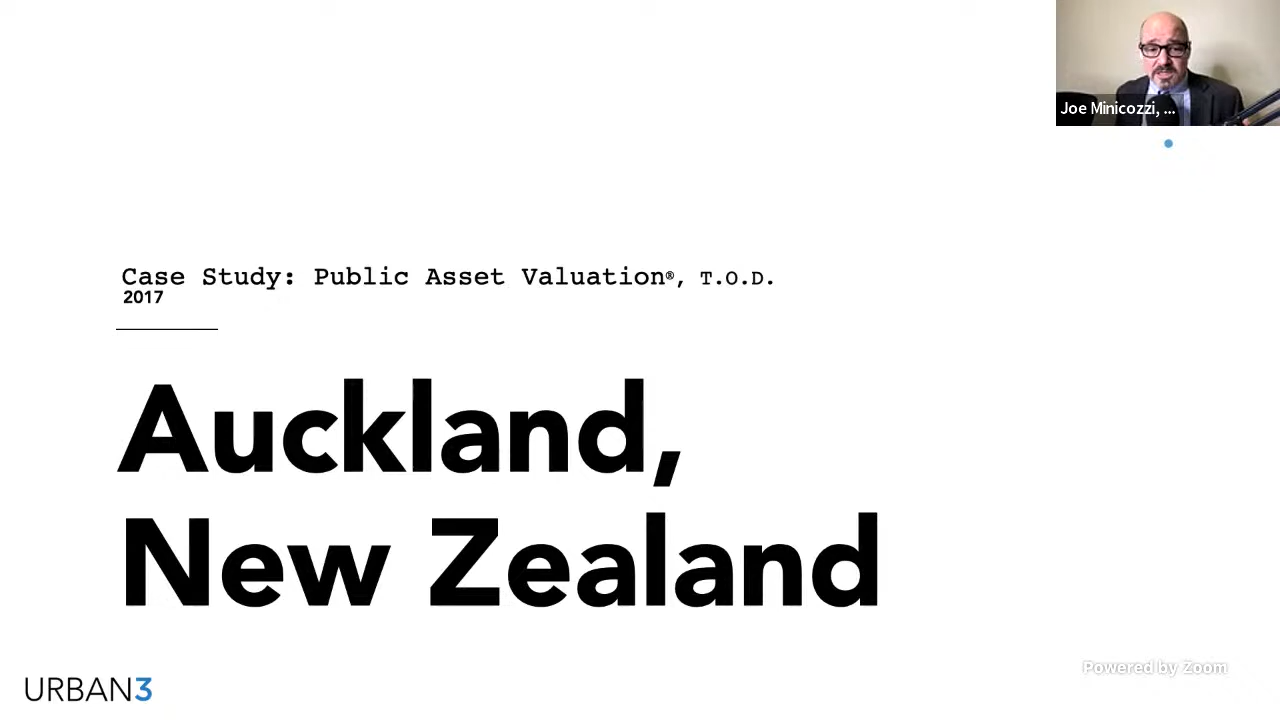 Joe Minicozzi, ...
Case Study: Public Asset Valuation®, T.O.D.
2017
Auckland,
New Zealand
Powered by Zoom
URBAN3